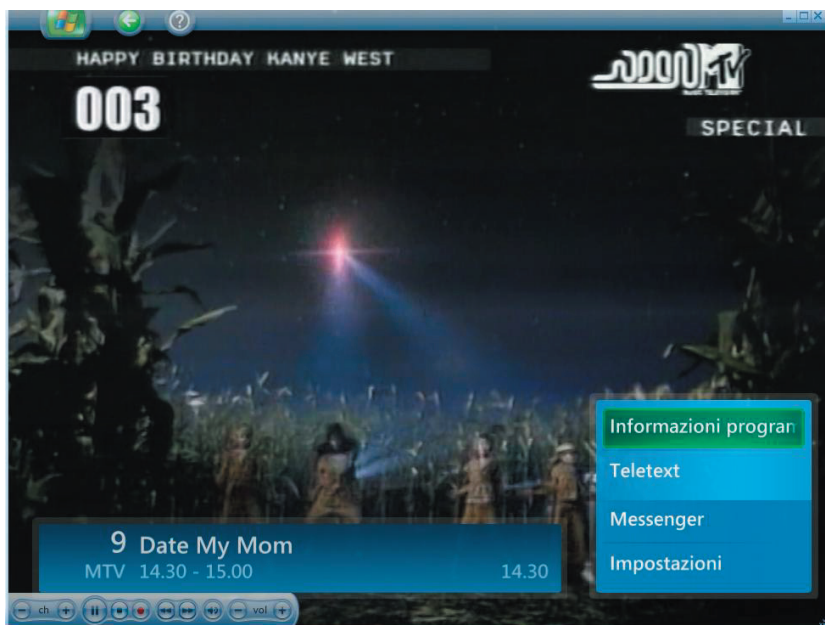 HAPPY BIRTHDAY KANYE WEST
003
MTV
SPECIAL
Informazioni program
Teletext
Messenger
Impostazioni
9 Date My Mom
MTV 14.30 - 15.00 14.30
ch
vol